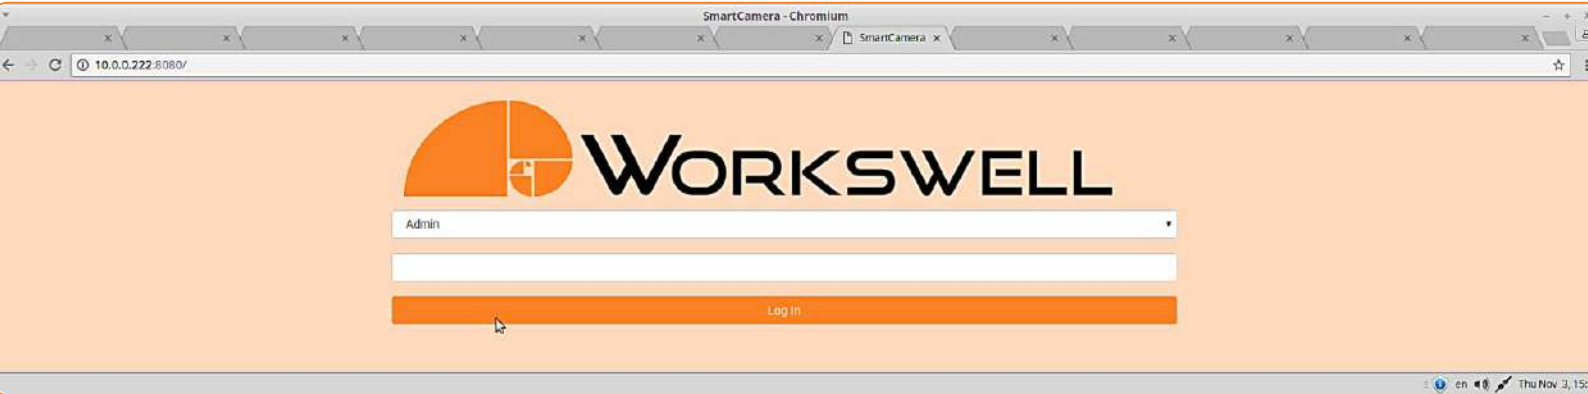 SmartCamera - Chromium
SmartCamera
10.0.0.222:8080/
WORKSWELL
Admin
Log In
en Thu Nov 3, 15: